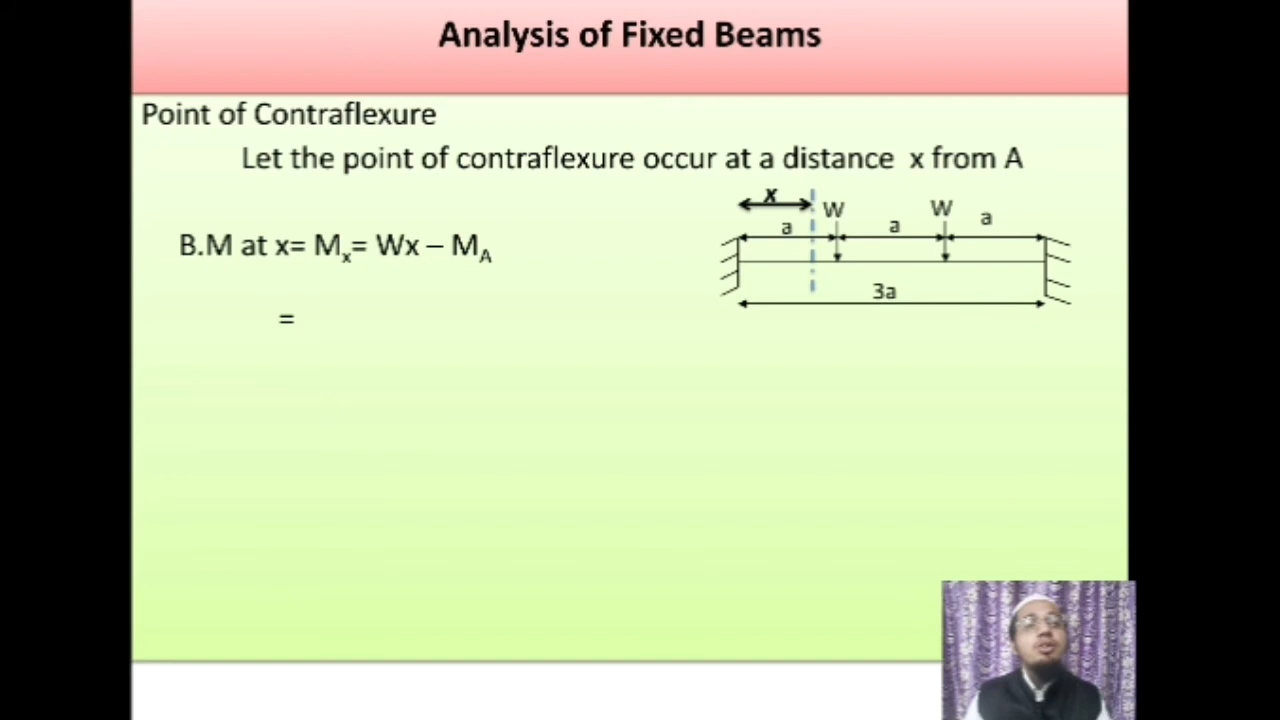 Analysis of Fixed Beams
Point of Contraflexure
Let the point of contraflexure occur at a distance x from A
x
W
W
a
a
a
B.M at x= Mₓ= Wx – M_A
3a
=